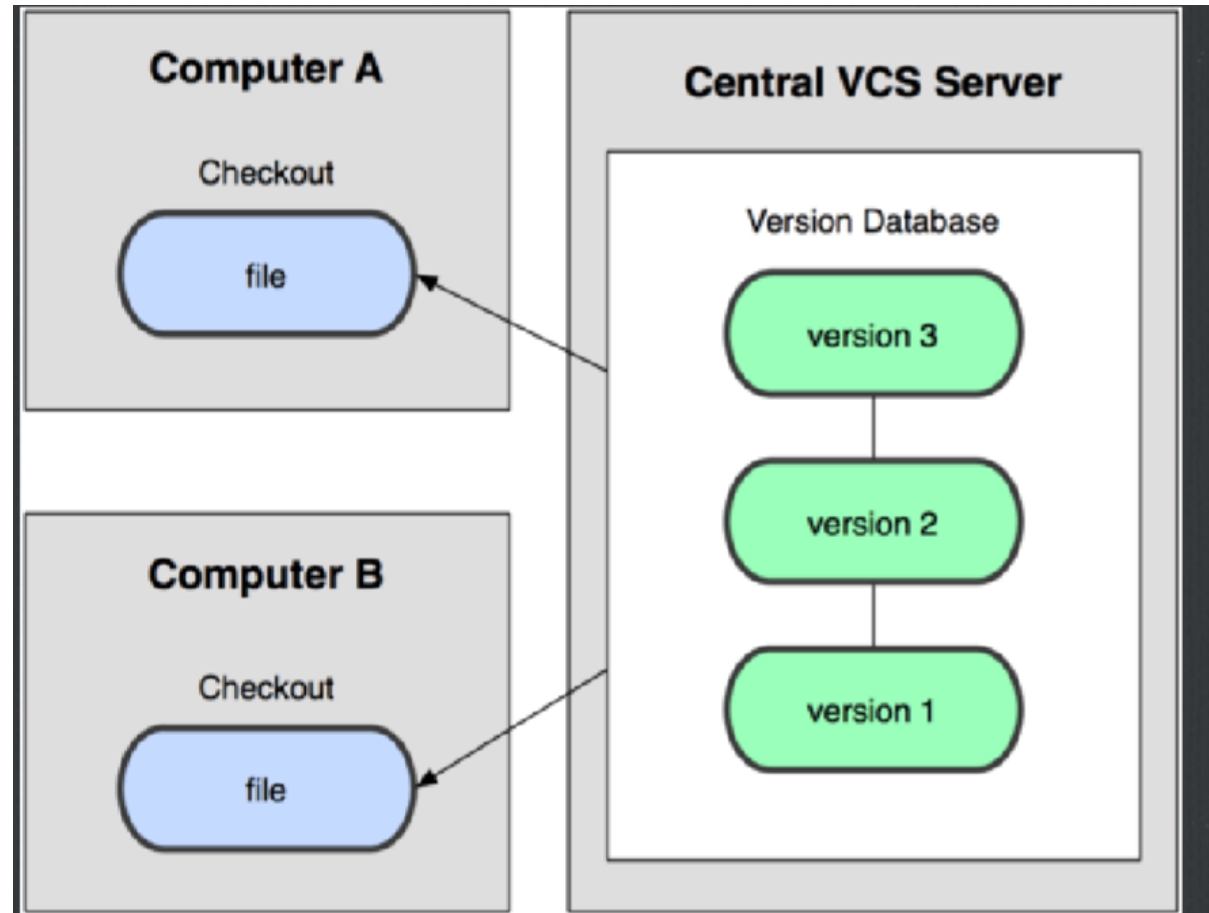 Computer A
Checkout
file
Computer B
Checkout
file
Central VCS Server
Version Database
version 3
version 2
version 1